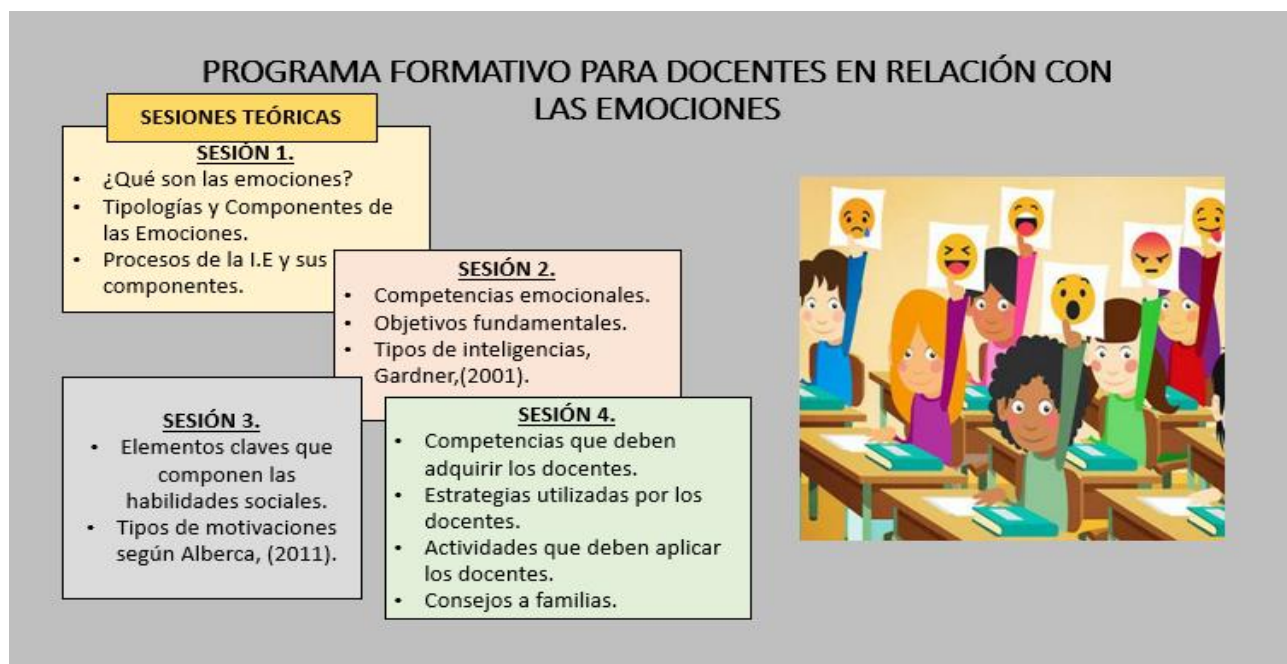 PROGRAMA FORMATIVO PARA DOCENTES EN RELACIÓN CON
LAS EMOCIONES
SESIONES TEÓRICAS
SESIÓN 1.
• ¿Qué son las emociones?
• Tipologías y Componentes de
las Emociones.
• Procesos de la I.E y sus
componentes.
SESIÓN 2.
• Competencias emocionales.
• Objetivos fundamentales.
• Tipos de inteligencias,
Gardner,(2001).
SESIÓN 3.
• Elementos claves que
componen las
habilidades sociales.
• Tipos de motivaciones
según Alberca, (2011).
SESIÓN 4.
• Competencias que deben
adquirir los docentes.
• Estrategias utilizadas por los
docentes.
• Actividades que deben aplicar
los docentes.
• Consejos a familias.